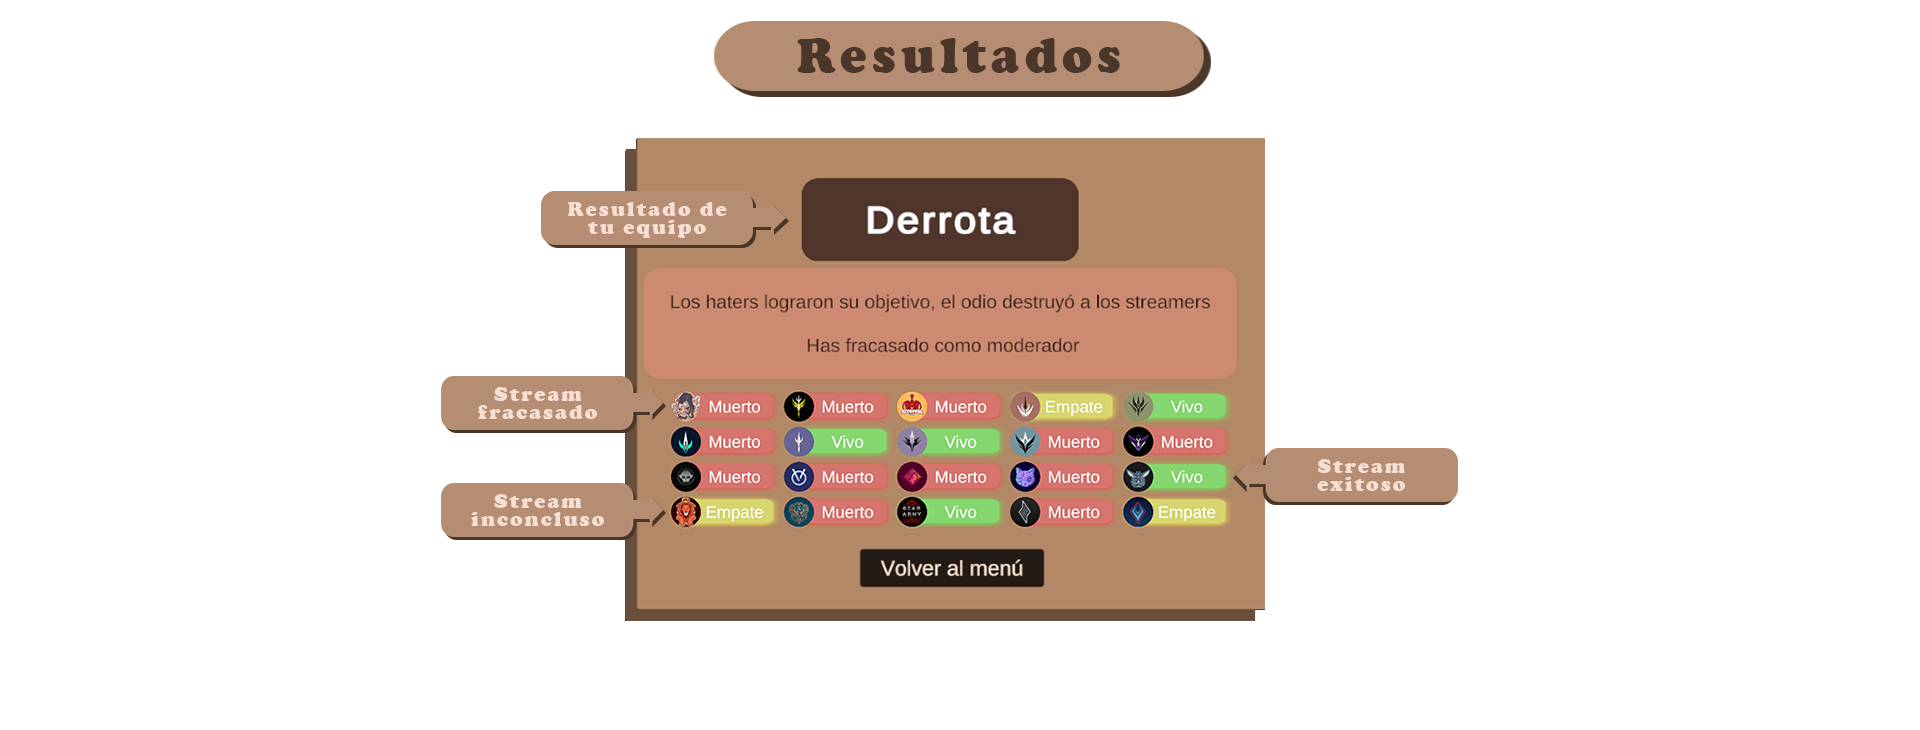 Resultados
Resultado de
tu equipo
Derrota
Los haters lograron su objetivo, el odio destruyó a los streamers
Has fracasado como moderador
Stream
fracasado
Muerto Muerto Muerto Empate Vivo
Muerto Vivo Vivo Muerto Muerto
Muerto Muerto Muerto Muerto Vivo
Stream
exitoso
Stream
inconcluso
Empate Muerto Vivo Muerto Empate
STAR
ARMY
Volver al menú